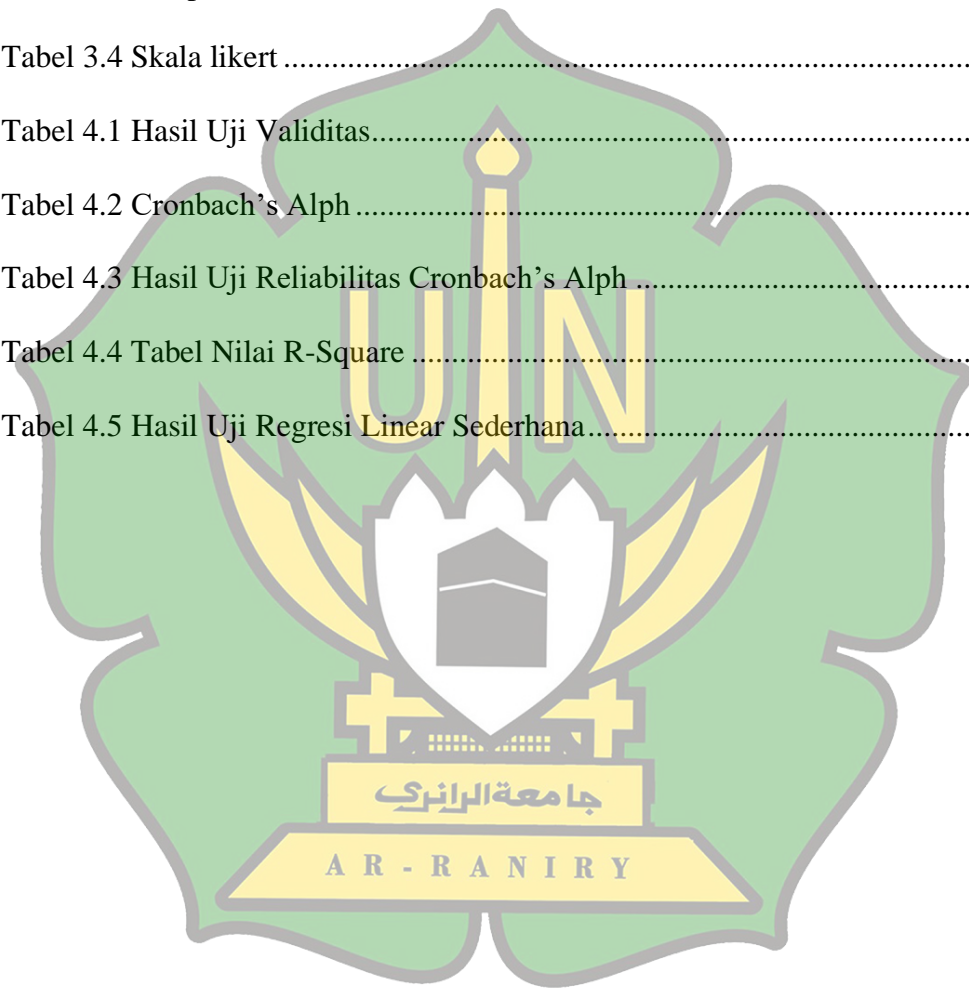 Tabel 3.4 Skala likert ........................................................................................
Tabel 4.1 Hasil Uji Validitas............................................................................
Tabel 4.2 Cronbach’s Alph ..............................................................................
Tabel 4.3 Hasil Uji Reliabilitas Cronbach’s Alph ..........................................
Tabel 4.4 Tabel Nilai R-Square .......................................................................
Tabel 4.5 Hasil Uji Regresi Linear Sederhana................................................
UIN
جامعةالرانري
AR-RANIRY